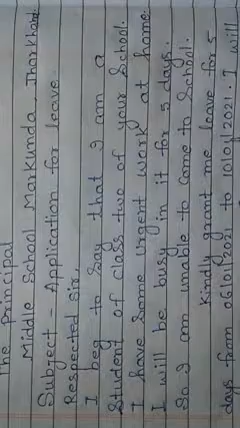 The Principal
Middle School Markunda, Jharkhand
Subject - Application for leave.
Respected Sir,
I beg to say that I am a
student of class two of your School.
I have some urgent work at home.
I will be busy in it for 5 days.
So I am unable to come to School.
Kindly grant me leave for 5
days from 06/01/2021 to 10/01/2021. I will